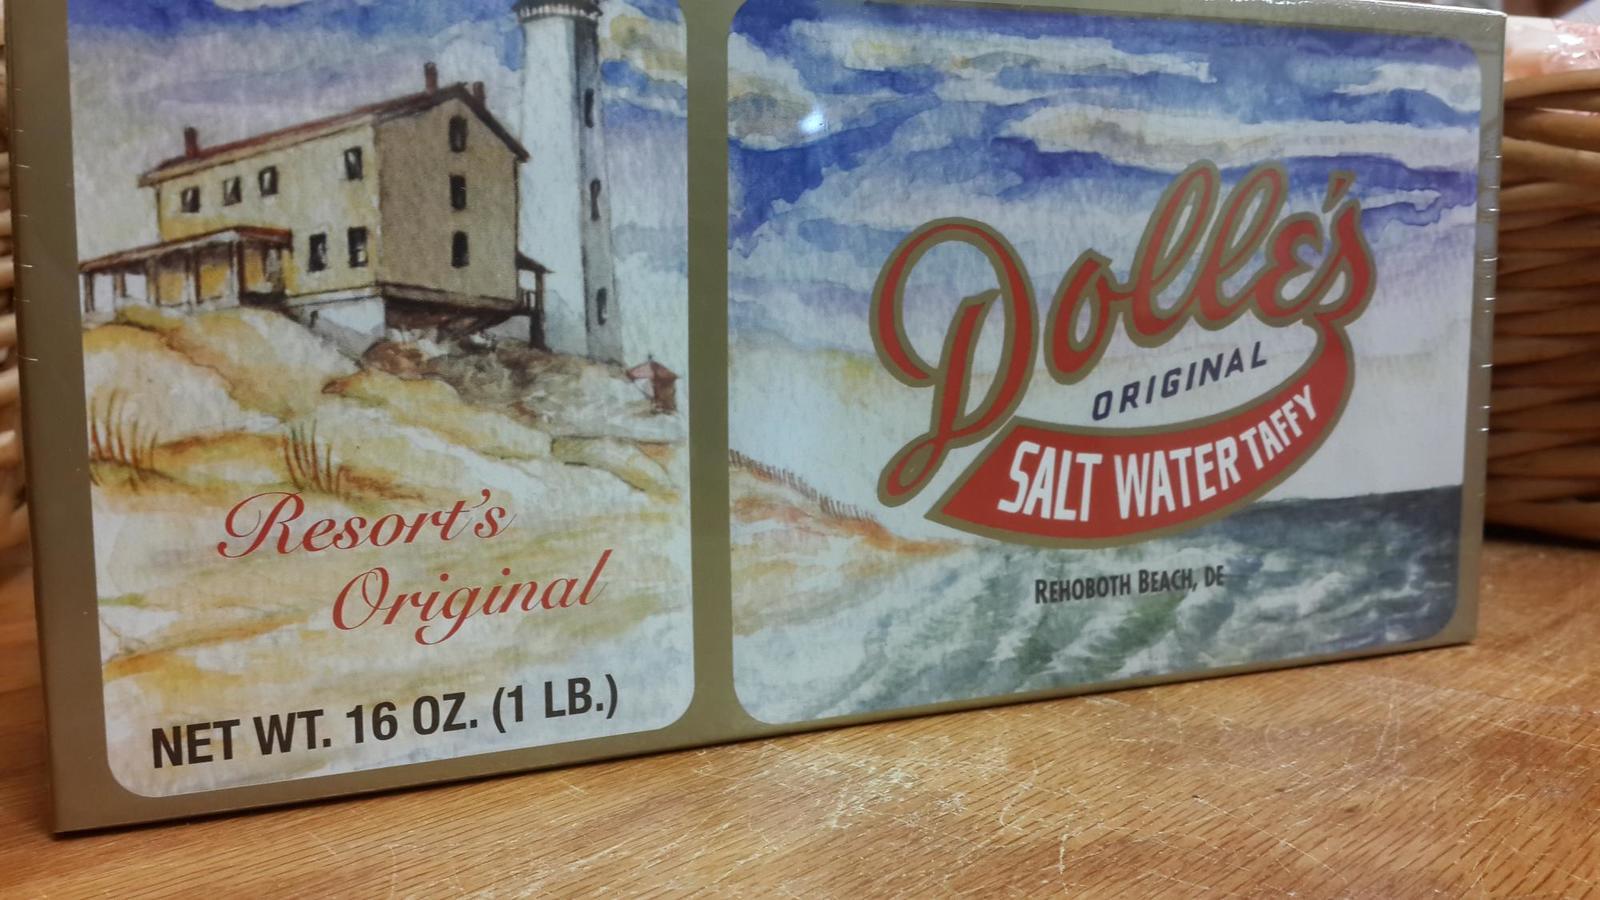 Resort's
Original
NET WT. 16 OZ. (1 LB.)
Dolle's
ORIGINAL
SALT WATER TAFFY
REHOBOTH BEACH, DE